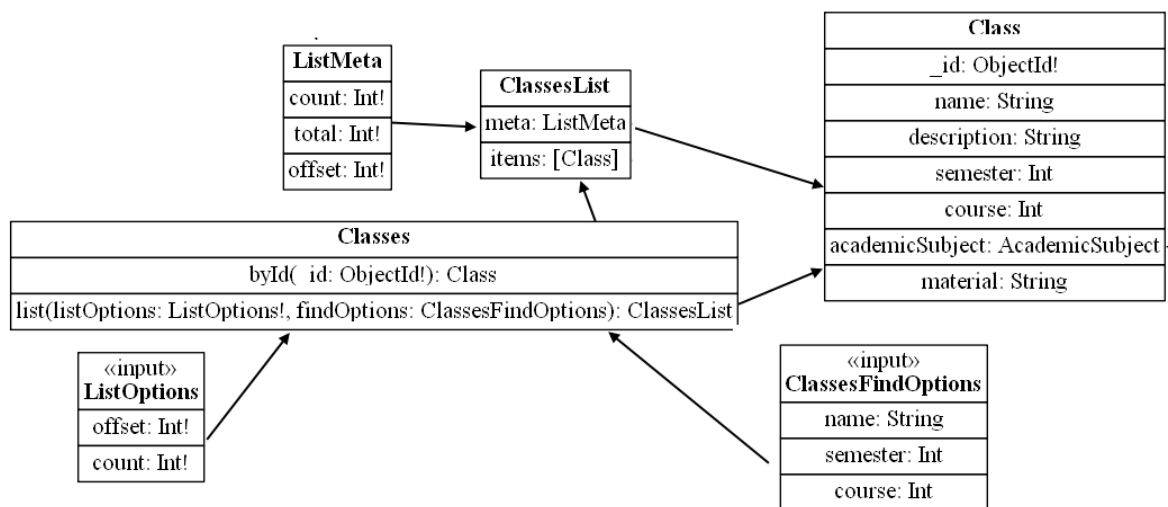 ListMeta
count: Int!
total: Int!
offset: Int!
ClassesList
meta: ListMeta
items: [Class]
Class
_id: ObjectId!
name: String
description: String
semester: Int
course: Int
academicSubject: AcademicSubject
material: String
Classes
byId(_id: ObjectId!): Class
list(listOptions: ListOptions!, findOptions: ClassesFindOptions): ClassesList
«input»
ListOptions
offset: Int!
count: Int!
«input»
ClassesFindOptions
name: String
semester: Int
course: Int